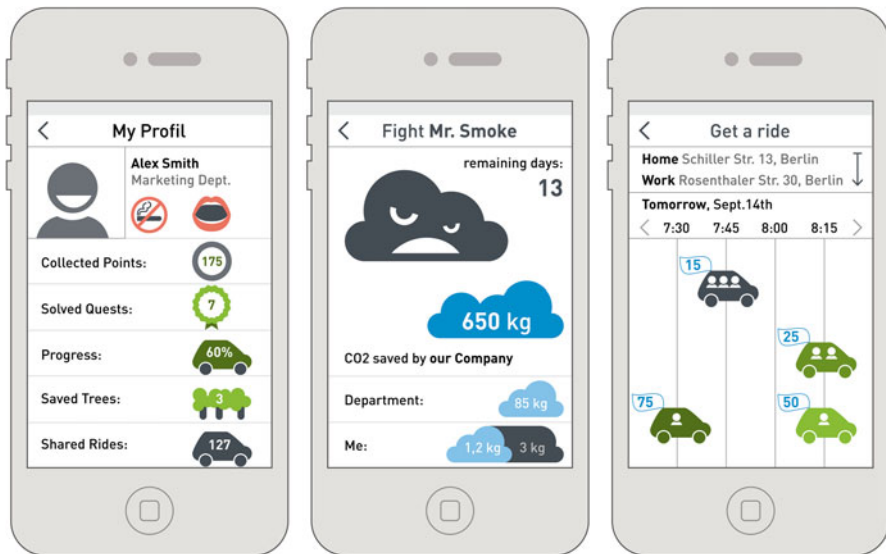 My Profil
Alex Smith
Marketing Dept.
Collected Points: 175
Solved Quests: 7
Progress: 60%
Saved Trees: 3
Shared Rides: 127
Fight Mr. Smoke
remaining days:
13
650 kg
CO2 saved by our Company
Department: 85 kg
Me: 1,2 kg 3 kg
Get a ride
Home Schiller Str. 13, Berlin
Work Rosenthaler Str. 30, Berlin
Tomorrow, Sept.14th
7:30 7:45 8:00 8:15
15
25
75 50